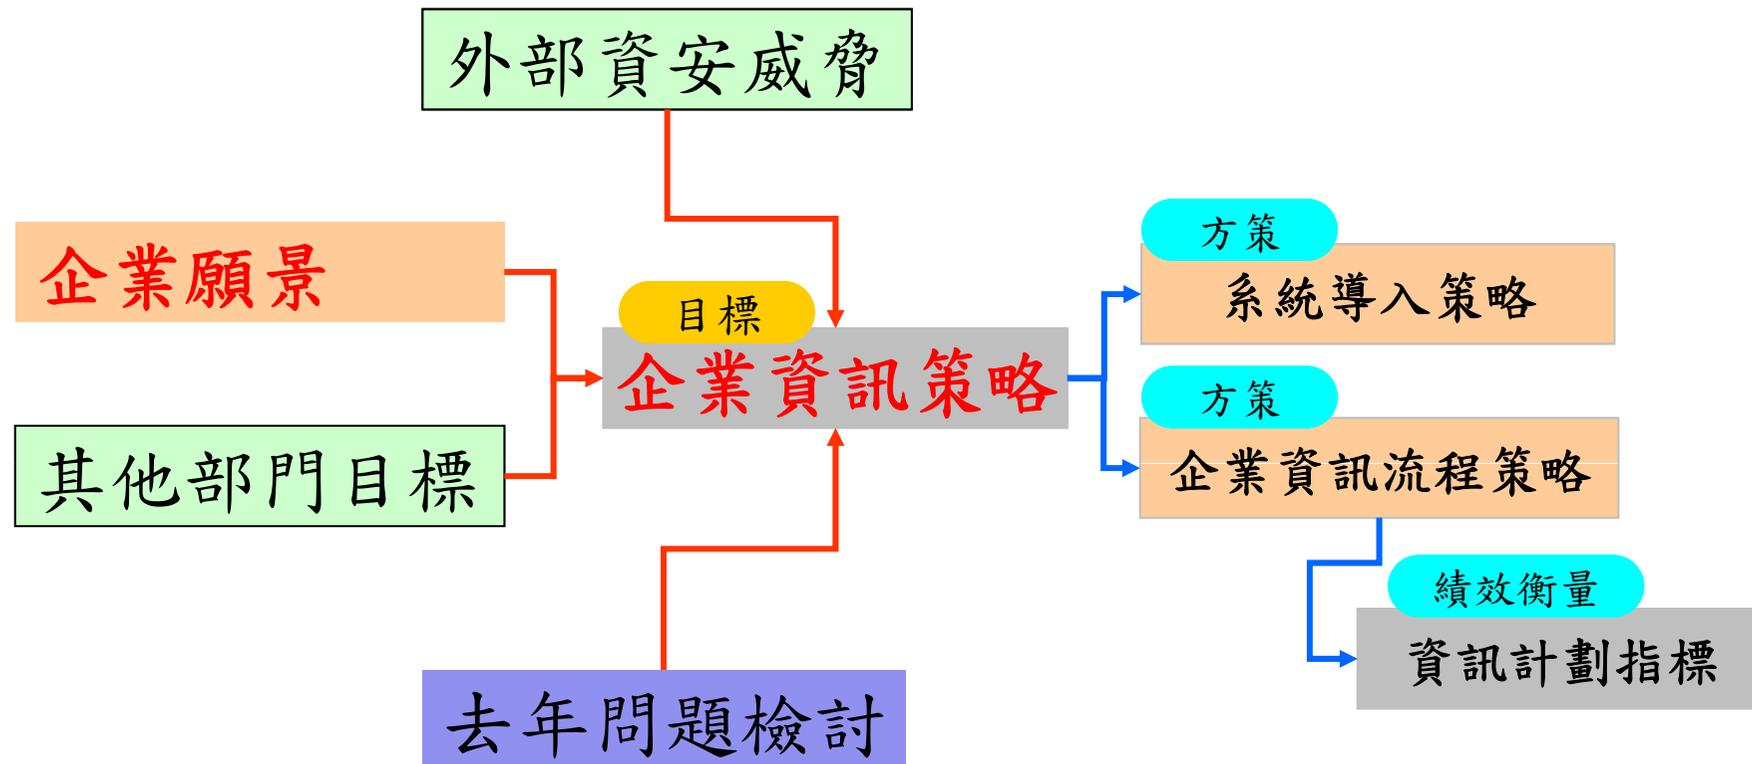 外部資安威脅
企業願景
其他部門目標
目標
企業資訊策略
去年問題檢討
方策
系統導入策略
方策
企業資訊流程策略
績效衡量
資訊計劃指標